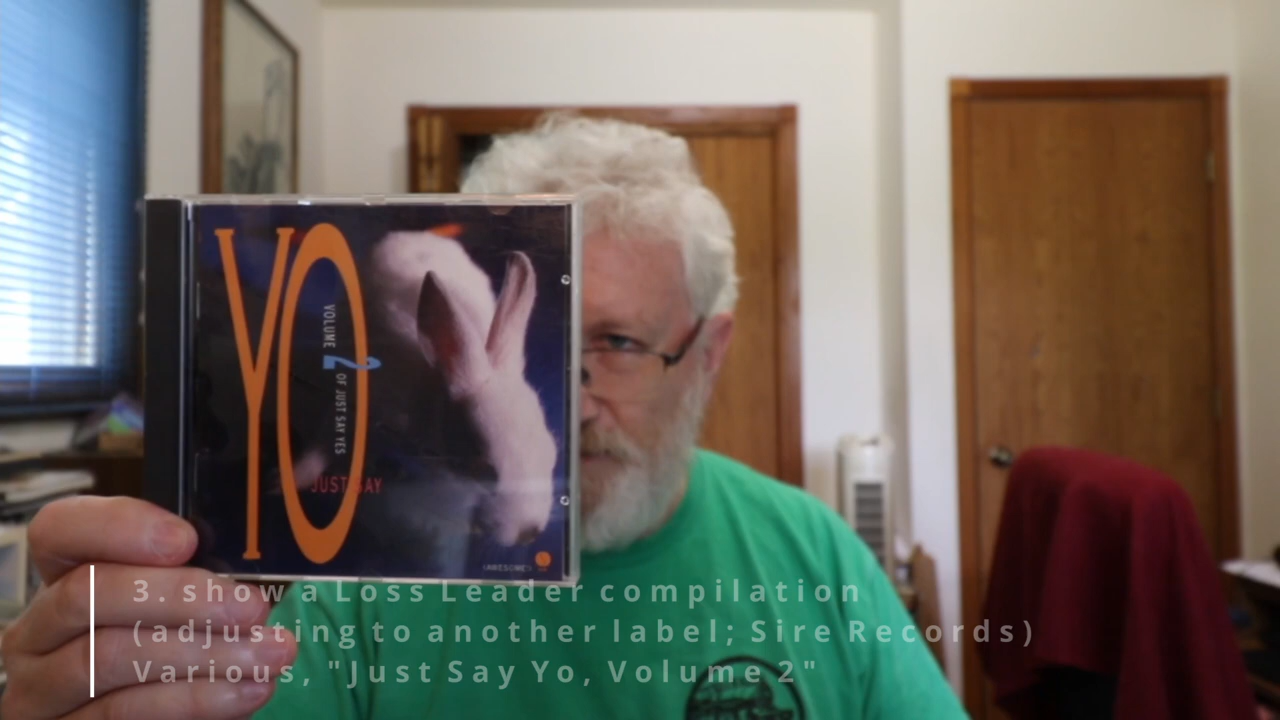 YO
VOLUME 2 OF JUST SAY YES
JUST SAY
(AWESOME!)
3. show a Loss Leader compilation
(adjusting to another label; Sire Records)
Various, "Just Say Yo, Volume 2"